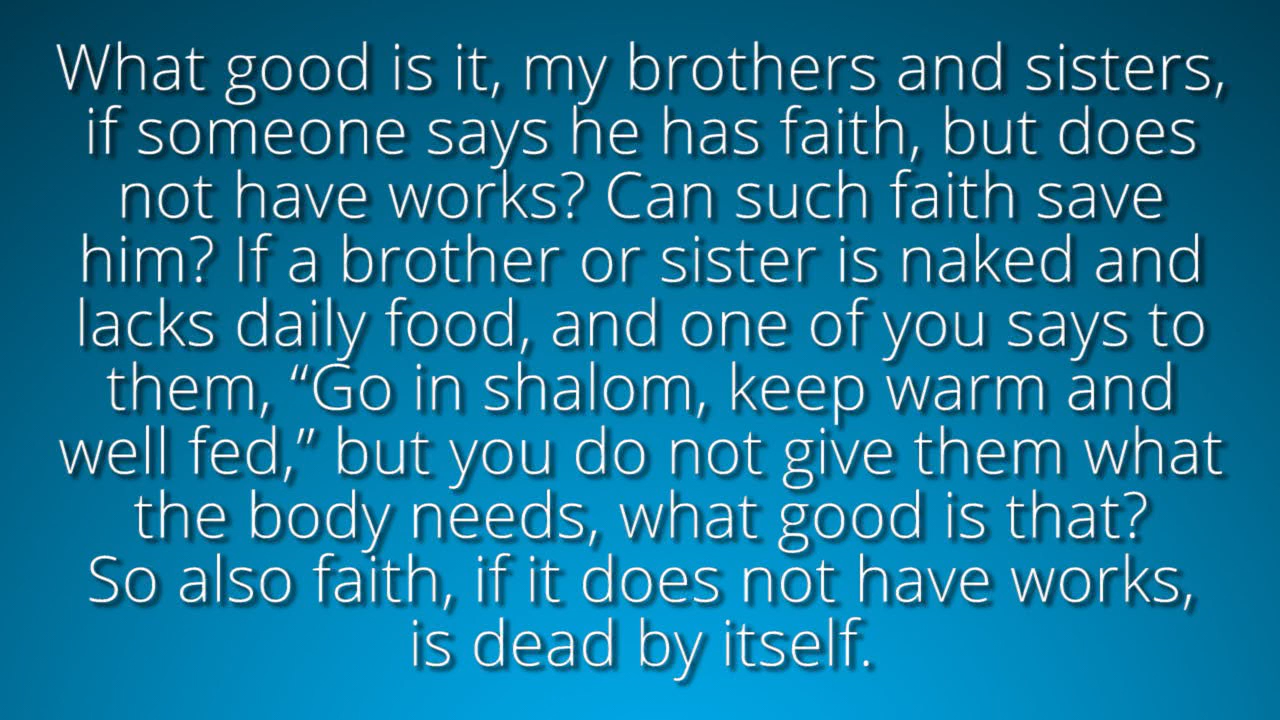 What good is it, my brothers and sisters,
if someone says he has faith, but does
not have works? Can such faith save
him? If a brother or sister is naked and
lacks daily food, and one of you says to
them, “Go in shalom, keep warm and
well fed,” but you do not give them what
the body needs, what good is that?
So also faith, if it does not have works,
is dead by itself.